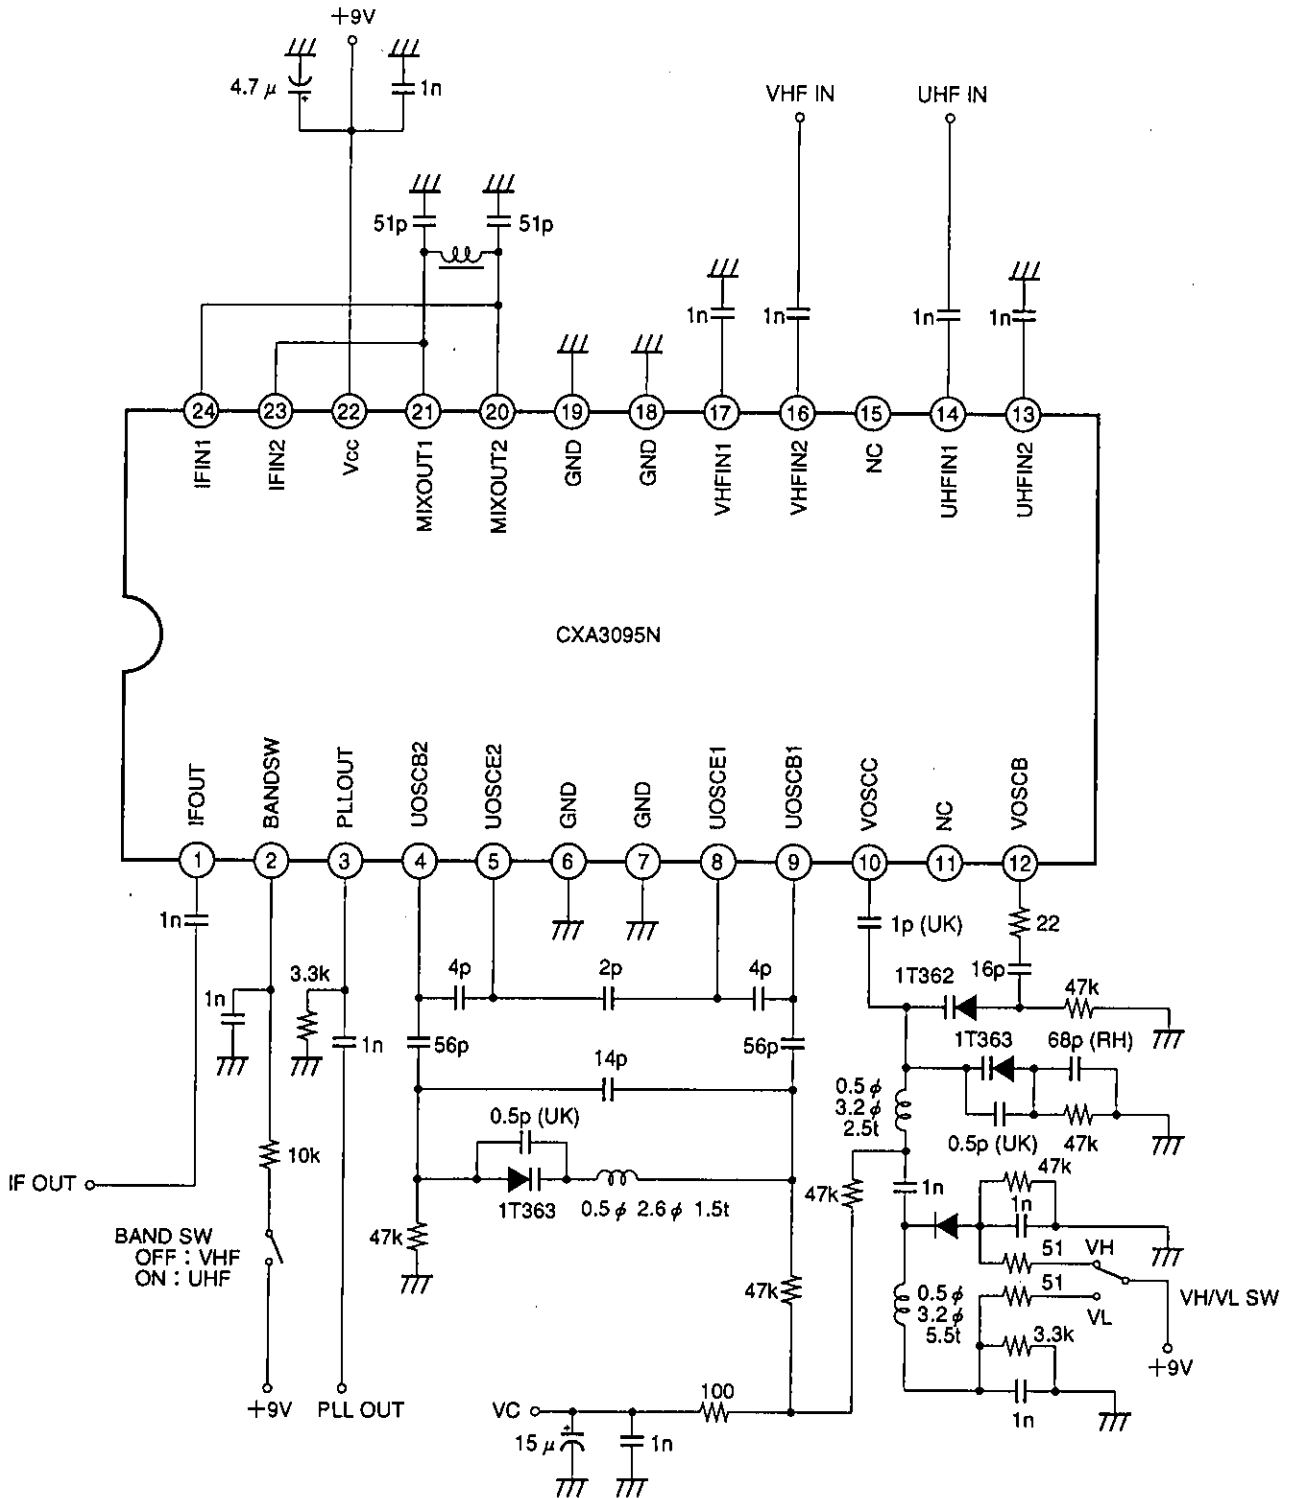 +9V
4.7 μ
1n
VHF IN
UHF IN
51p
51p
1n
1n
1n
1n
24
23
22
21
20
19
18
17
16
15
14
13
IFIN1
IFIN2
Vcc
MIXOUT1
MIXOUT2
GND
GND
VHFIN1
VHFIN2
NC
UHFIN1
UHFIN2
CXA3095N
IFOUT
BANDSW
PLLOUT
UOSCB2
UOSCE2
GND
GND
UOSCE1
UOSCB1
VOSCC
NC
VOSCB
1
2
3
4
5
6
7
8
9
10
11
12
1n
1p (UK)
22
3.3k
4p
2p
4p
1T362
16p
47k
1n
1n
56p
56p
1T363
68p (RH)
14p
0.5ϕ
3.2ϕ
2.5t
0.5p (UK)
0.5p (UK)
47k
10k
IF OUT
1T363
0.5ϕ 2.6ϕ 1.5t
47k
1n
47k
1n
BAND SW
OFF : VHF
ON : UHF
47k
47k
51
VH
51
VL
VH/VL SW
0.5ϕ
3.2ϕ
5.5t
3.3k
+9V
+9V
PLL OUT
VC
100
1n
15 μ
1n